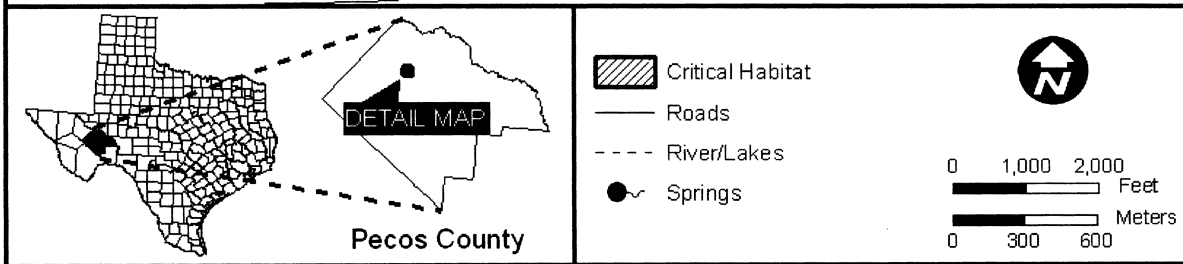 DETAIL MAP
Pecos County
Critical Habitat
Roads
River/Lakes
Springs
N
0 1,000 2,000
Feet
Meters
0 300 600